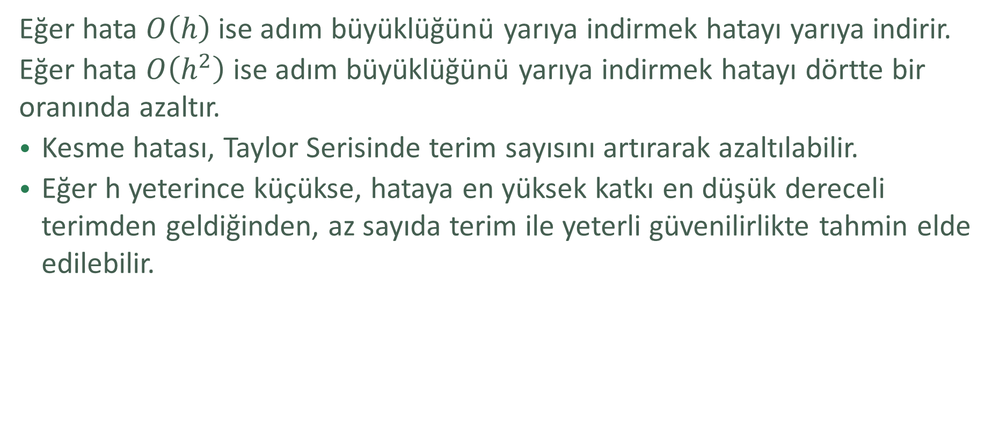 Eğer hata 𝑂(ℎ) ise adım büyüklüğünü yarıya indirmek hatayı yarıya indirir.
Eğer hata 𝑂(ℎ²) ise adım büyüklüğünü yarıya indirmek hatayı dörtte bir
oranında azaltır.
• Kesme hatası, Taylor Serisinde terim sayısını artırarak azaltılabilir.
• Eğer h yeterince küçükse, hataya en yüksek katkı en düşük dereceli
terimden geldiğinden, az sayıda terim ile yeterli güvenilirlikte tahmin elde
edilebilir.